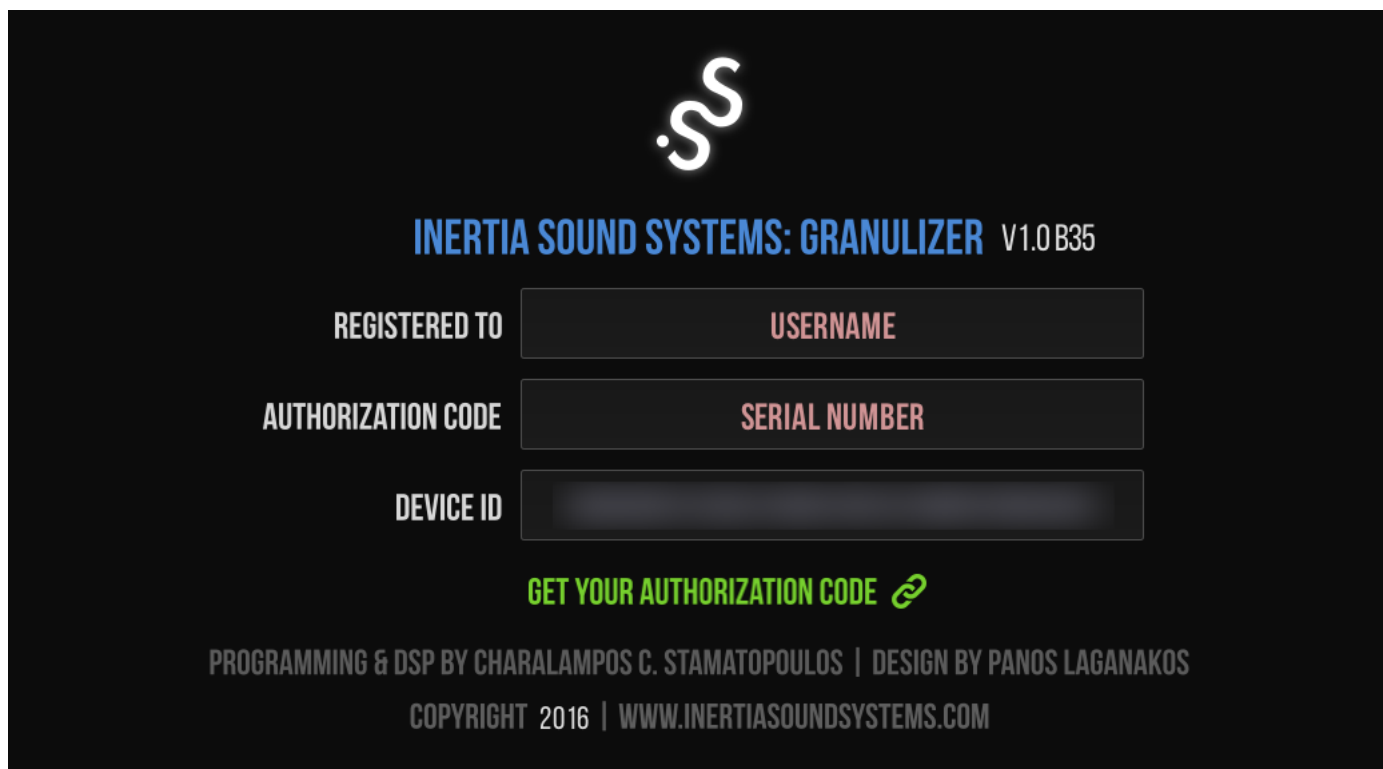 iSS
INERTIA SOUND SYSTEMS: GRANULIZER V1.0 B35
REGISTERED TO USERNAME
AUTHORIZATION CODE SERIAL NUMBER
DEVICE ID
GET YOUR AUTHORIZATION CODE
PROGRAMMING & DSP BY CHARALAMPOS C. STAMATOPOULOS | DESIGN BY PANOS LAGANAKOS
COPYRIGHT 2016 | WWW.INERTIASOUNDSYSTEMS.COM